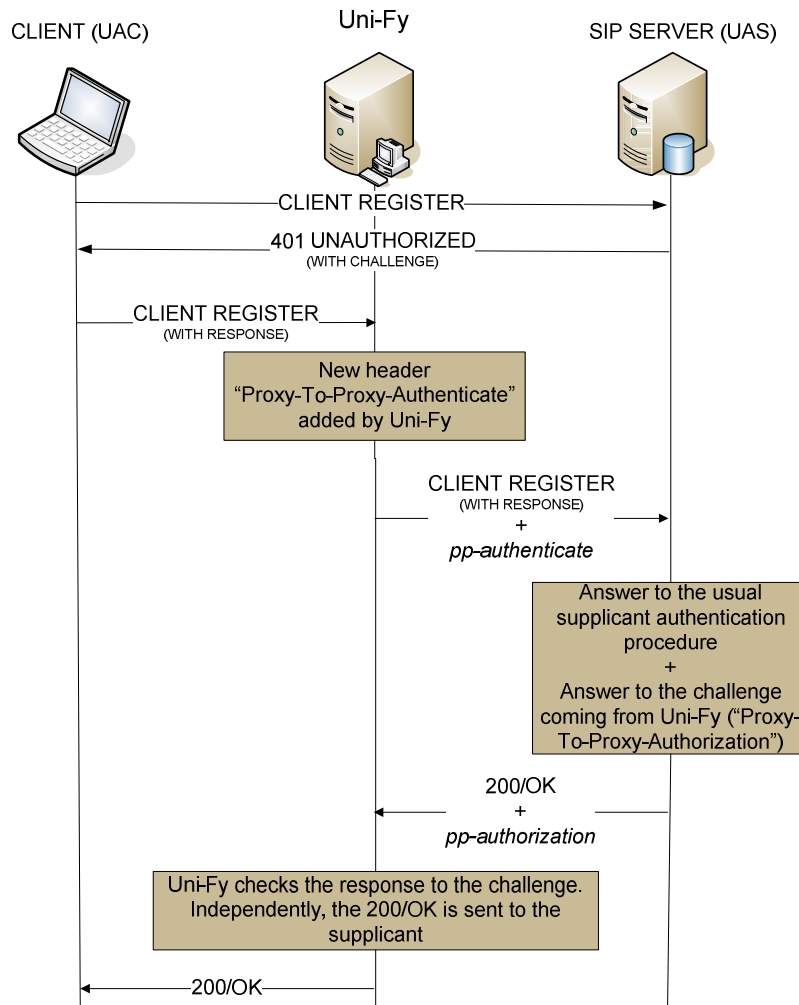 CLIENT (UAC)
Uni-Fy
SIP SERVER (UAS)
CLIENT REGISTER
401 UNAUTHORIZED
(WITH CHALLENGE)
CLIENT REGISTER
(WITH RESPONSE)
New header
“Proxy-To-Proxy-Authenticate”
added by Uni-Fy
CLIENT REGISTER
(WITH RESPONSE)
+
pp-authenticate
Answer to the usual
supplicant authentication
procedure
+
Answer to the challenge
coming from Uni-Fy (“Proxy-
To-Proxy-Authorization”)
200/OK
+
pp-authorization
Uni-Fy checks the response to the challenge.
Independently, the 200/OK is sent to the
supplicant
200/OK